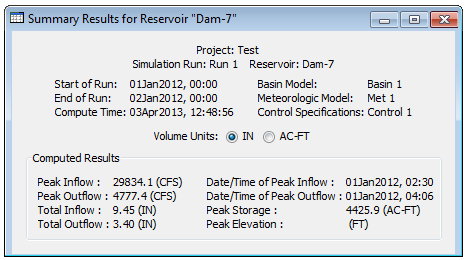 Summary Results for Reservoir "Dam-7"
Project: Test
Simulation Run: Run 1 Reservoir: Dam-7
Start of Run: 01Jan2012, 00:00 Basin Model: Basin 1
End of Run: 02Jan2012, 00:00 Meteorologic Model: Met 1
Compute Time: 03Apr2013, 12:48:56 Control Specifications: Control 1
Volume Units: IN AC-FT
Computed Results
Peak Inflow : 29834.1 (CFS) Date/Time of Peak Inflow : 01Jan2012, 02:30
Peak Outflow : 4777.4 (CFS) Date/Time of Peak Outflow : 01Jan2012, 04:06
Total Inflow : 9.45 (IN) Peak Storage : 4425.9 (AC-FT)
Total Outflow : 3.40 (IN) Peak Elevation : (FT)